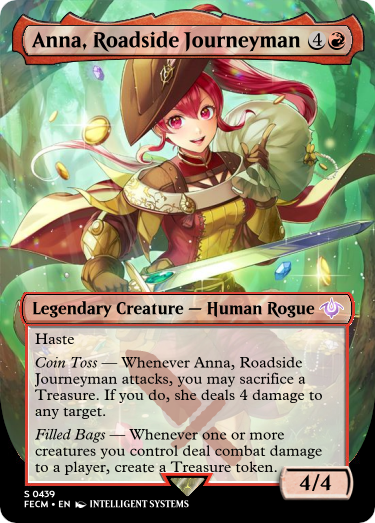 Anna, Roadside Journeyman 4
Legendary Creature — Human Rogue
Haste
Coin Toss — Whenever Anna, Roadside
Journeyman attacks, you may sacrifice a
Treasure. If you do, she deals 4 damage to
any target.
Filled Bags — Whenever one or more
creatures you control deal combat damage
to a player, create a Treasure token.
4/4
S 0439
FECM • EN INTELLIGENT SYSTEMS